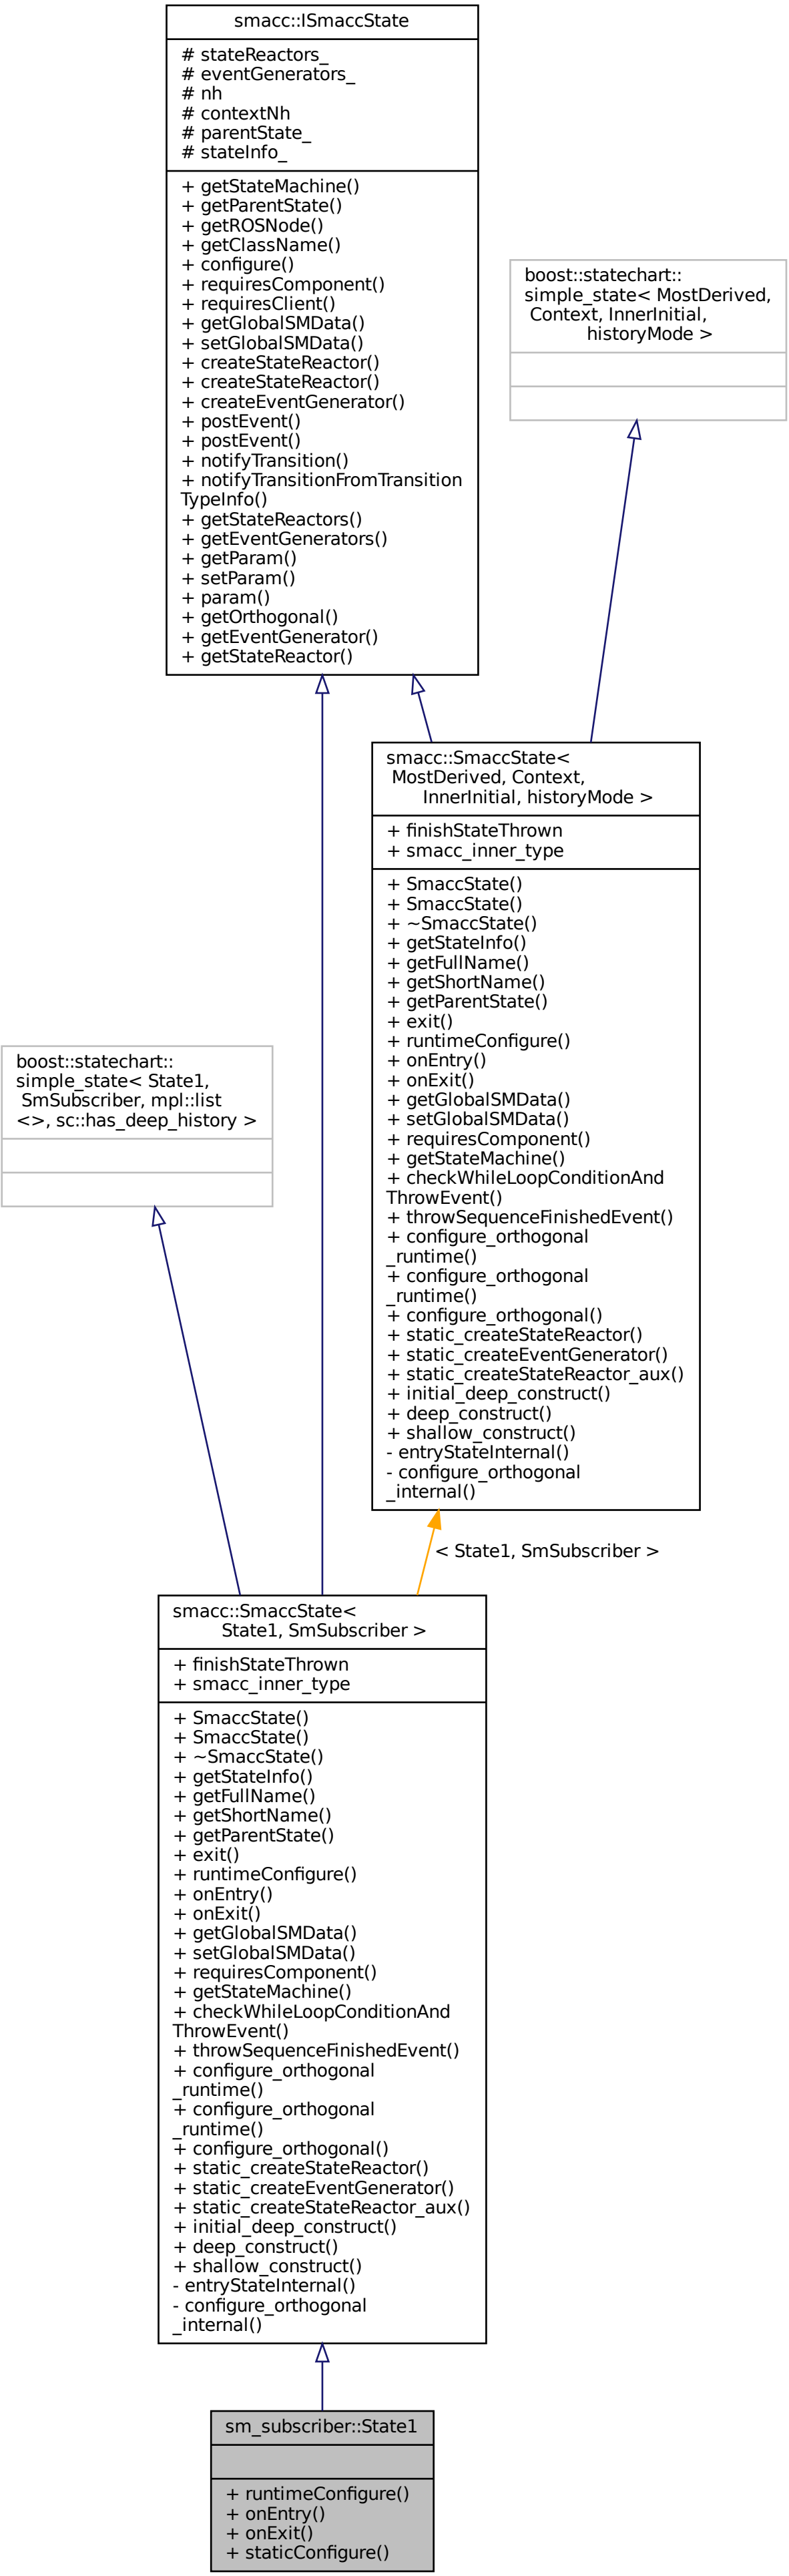 smacc::ISmaccState
# stateReactors_
# eventGenerators_
# nh
# contextNh
# parentState_
# stateInfo_
+ getStateMachine()
+ getParentState()
+ getROSNode()
+ getClassName()
+ configure()
+ requiresComponent()
+ requiresClient()
+ getGlobalSMData()
+ setGlobalSMData()
+ createStateReactor()
+ createStateReactor()
+ createEventGenerator()
+ postEvent()
+ postEvent()
+ notifyTransition()
+ notifyTransitionFromTransition
TypeInfo()
+ getStateReactors()
+ getEventGenerators()
+ getParam()
+ setParam()
+ param()
+ getOrthogonal()
+ getEventGenerator()
+ getStateReactor()
boost::statechart::
simple_state< MostDerived,
Context, InnerInitial,
historyMode >
smacc::SmaccState<
MostDerived, Context,
InnerInitial, historyMode >
+ finishStateThrown
+ smacc_inner_type
+ SmaccState()
+ SmaccState()
+ ~SmaccState()
+ getStateInfo()
+ getFullName()
+ getShortName()
+ getParentState()
+ exit()
+ runtimeConfigure()
+ onEntry()
+ onExit()
+ getGlobalSMData()
+ setGlobalSMData()
+ requiresComponent()
+ getStateMachine()
+ checkWhileLoopConditionAnd
ThrowEvent()
+ throwSequenceFinishedEvent()
+ configure_orthogonal
_runtime()
+ configure_orthogonal
_runtime()
+ configure_orthogonal()
+ static_createStateReactor()
+ static_createEventGenerator()
+ static_createStateReactor_aux()
+ initial_deep_construct()
+ deep_construct()
+ shallow_construct()
- entryStateInternal()
- configure_orthogonal
_internal()
boost::statechart::
simple_state< State1,
SmSubscriber, mpl::list
<>, sc::has_deep_history >
< State1, SmSubscriber >
smacc::SmaccState<
State1, SmSubscriber >
+ finishStateThrown
+ smacc_inner_type
+ SmaccState()
+ SmaccState()
+ ~SmaccState()
+ getStateInfo()
+ getFullName()
+ getShortName()
+ getParentState()
+ exit()
+ runtimeConfigure()
+ onEntry()
+ onExit()
+ getGlobalSMData()
+ setGlobalSMData()
+ requiresComponent()
+ getStateMachine()
+ checkWhileLoopConditionAnd
ThrowEvent()
+ throwSequenceFinishedEvent()
+ configure_orthogonal
_runtime()
+ configure_orthogonal
_runtime()
+ configure_orthogonal()
+ static_createStateReactor()
+ static_createEventGenerator()
+ static_createStateReactor_aux()
+ initial_deep_construct()
+ deep_construct()
+ shallow_construct()
- entryStateInternal()
- configure_orthogonal
_internal()
sm_subscriber::State1
+ runtimeConfigure()
+ onEntry()
+ onExit()
+ staticConfigure()